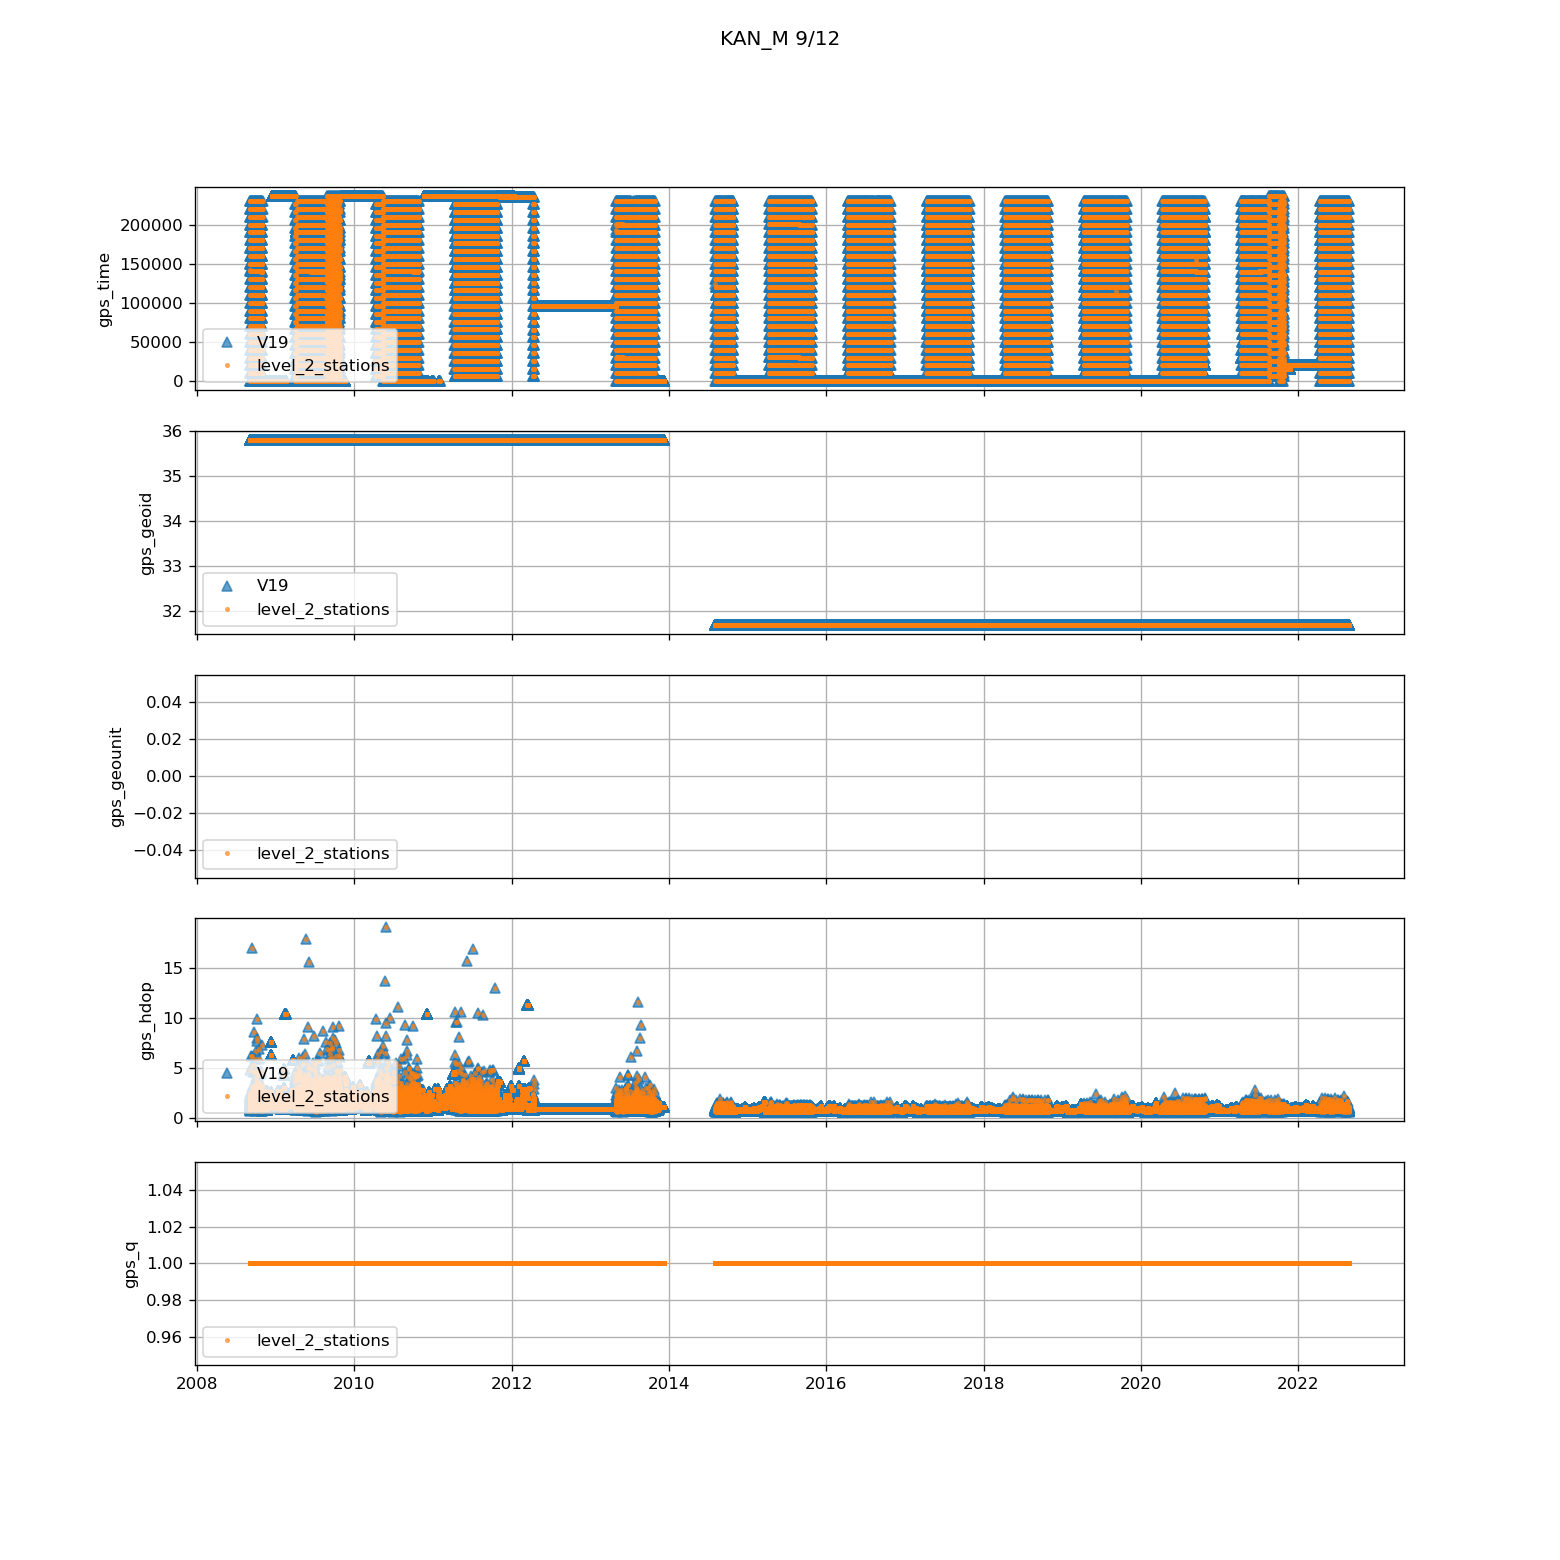 KAN_M 9/12
200000
150000
100000
50000
0
gps_time
V19
level_2_stations
36
35
34
33
32
gps_geoid
V19
level_2_stations
0.04
0.02
0.00
−0.02
−0.04
gps_geounit
level_2_stations
15
10
5
0
gps_hdop
V19
level_2_stations
1.04
1.02
1.00
0.98
0.96
gps_q
level_2_stations
2008 2010 2012 2014 2016 2018 2020 2022